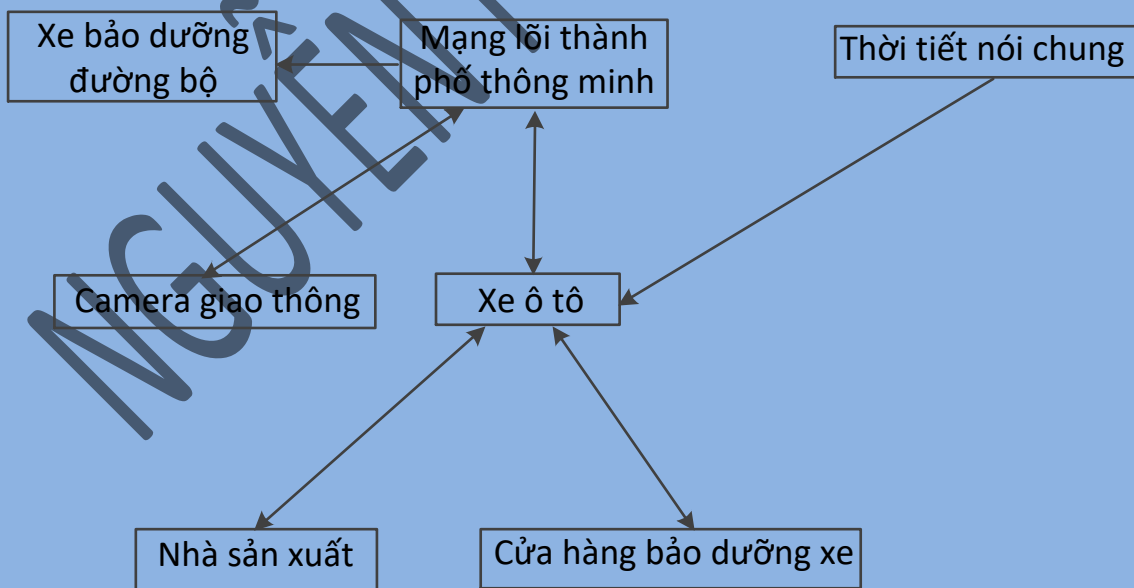 Xe bảo dưỡng
đường bộ
Mạng lõi thành
phố thông minh
Thời tiết nói chung
Camera giao thông
Xe ô tô
Nhà sản xuất
Cửa hàng bảo dưỡng xe
NGUYỄN